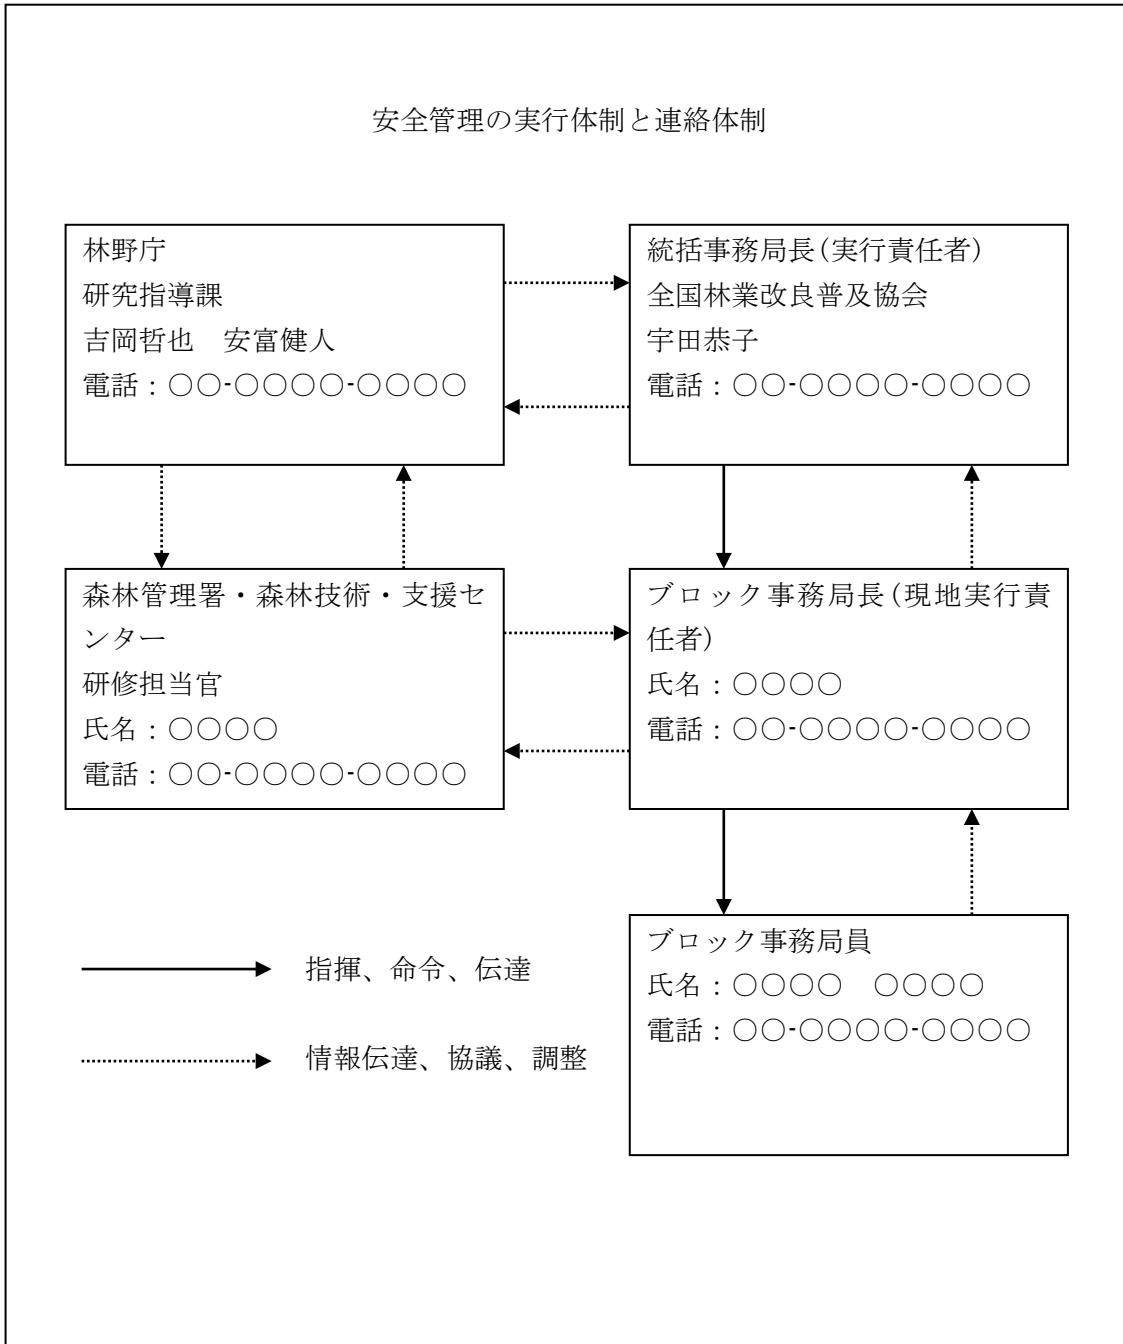 安全管理の実行体制と連絡体制
林野庁
研究指導課
吉岡哲也　安富健人
電話：○○-○○○○-○○○○
統括事務局長（実行責任者）
全国林業改良普及協会
宇田恭子
電話：○○-○○○○-○○○○
森林管理署・森林技術・支援セ
ンター
研修担当官
氏名：○○○○
電話：○○-○○○○-○○○○
ブロック事務局長（現地実行責
任者）
氏名：○○○○
電話：○○-○○○○-○○○○
ブロック事務局員
氏名：○○○○　○○○○
電話：○○-○○○○-○○○○
指揮、命令、伝達
情報伝達、協議、調整